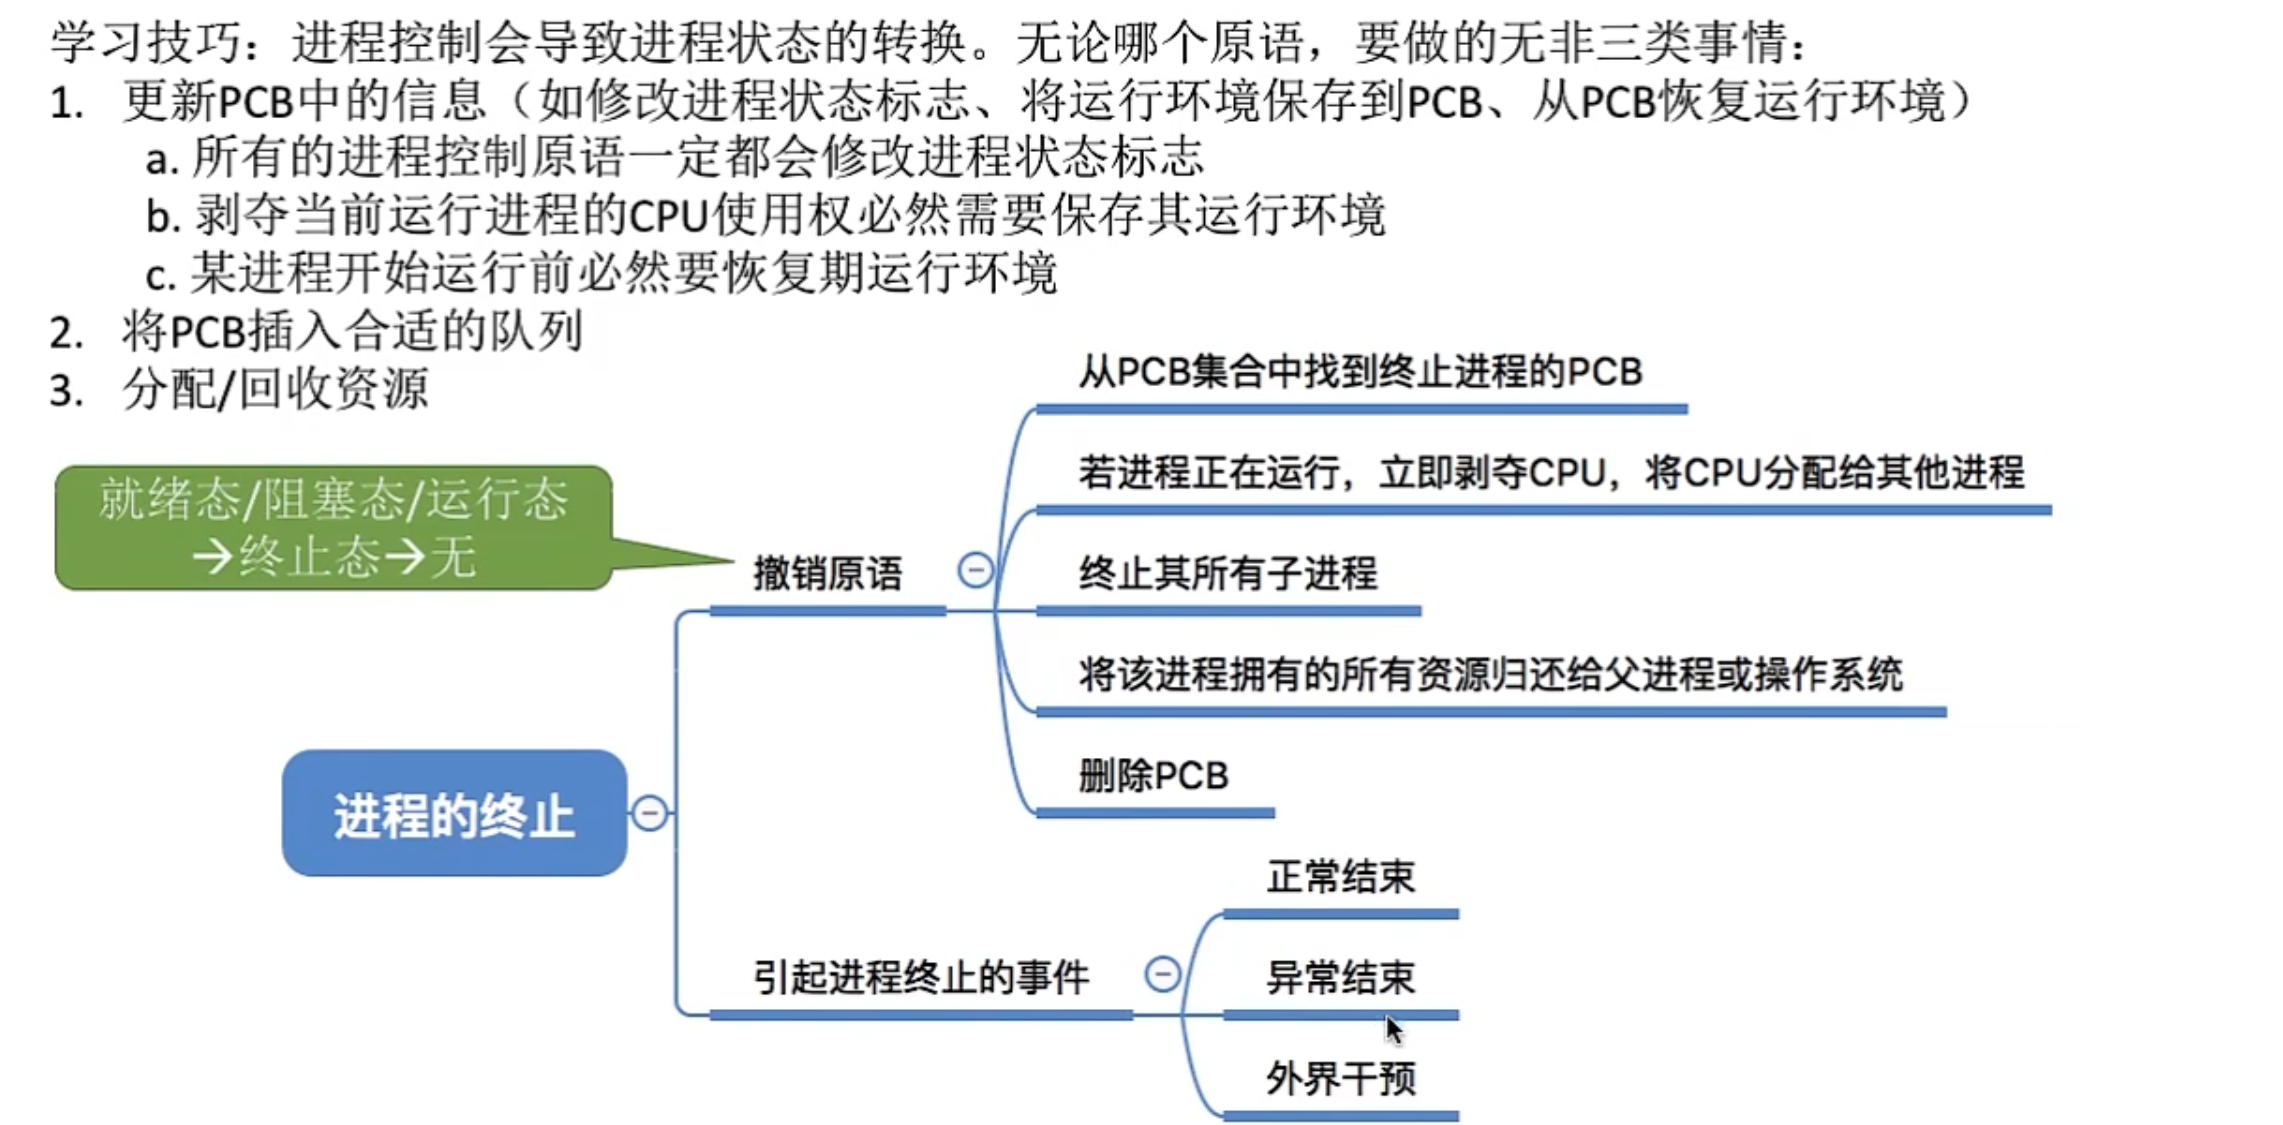 学习技巧：进程控制会导致进程状态的转换。无论哪个原语，要做的无非三类事情：
1. 更新PCB中的信息（如修改进程状态标志、将运行环境保存到PCB、从PCB恢复运行环境）
a. 所有的进程控制原语一定都会修改进程状态标志
b. 剥夺当前运行进程的CPU使用权必然需要保存其运行环境
c. 某进程开始运行前必然要恢复期运行环境
2. 将PCB插入合适的队列
3. 分配/回收资源
就绪态/阻塞态/运行态
→终止态→无
进程的终止
撤销原语
从PCB集合中找到终止进程的PCB
若进程正在运行，立即剥夺CPU，将CPU分配给其他进程
终止其所有子进程
将该进程拥有的所有资源归还给父进程或操作系统
删除PCB
引起进程终止的事件
正常结束
异常结束
外界干预